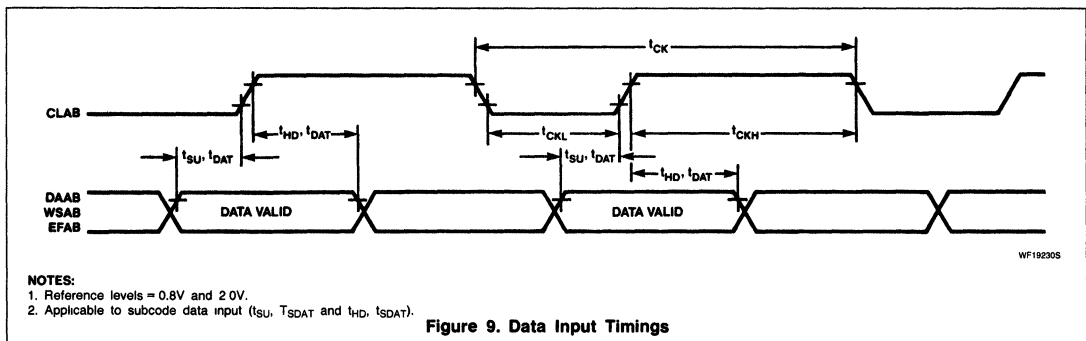 tCK
CLAB
tHD, tDAT
tCKL
tCKH
tSU, tDAT
tSU, tDAT
tHD, tDAT
DAAB
WSAB
EFAB
DATA VALID
DATA VALID
WF19230S
NOTES:
1. Reference levels = 0.8V and 2 0V.
2. Applicable to subcode data input (tSU, TSDAT and tHD, tSDAT).
Figure 9. Data Input Timings